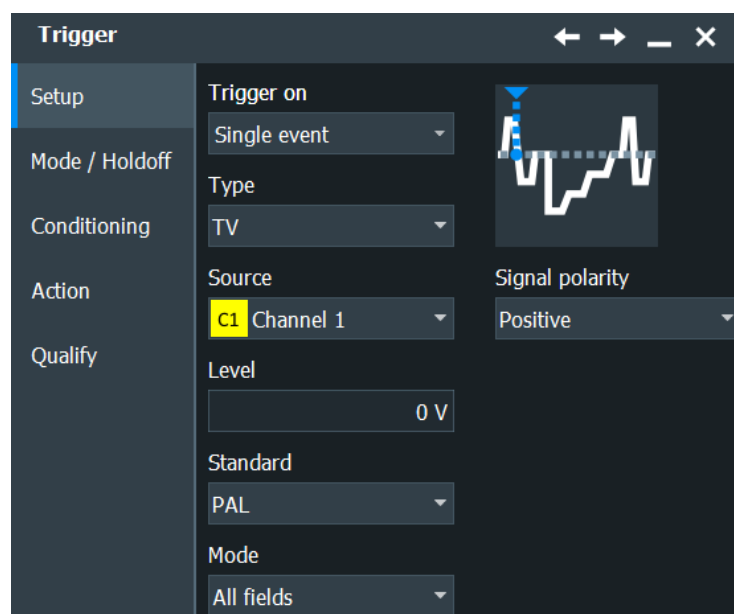 Trigger
Setup
Mode / Holdoff
Conditioning
Action
Qualify
Trigger on
Single event
Type
TV
Source
C1 Channel 1
Level
0 V
Standard
PAL
Mode
All fields
Signal polarity
Positive